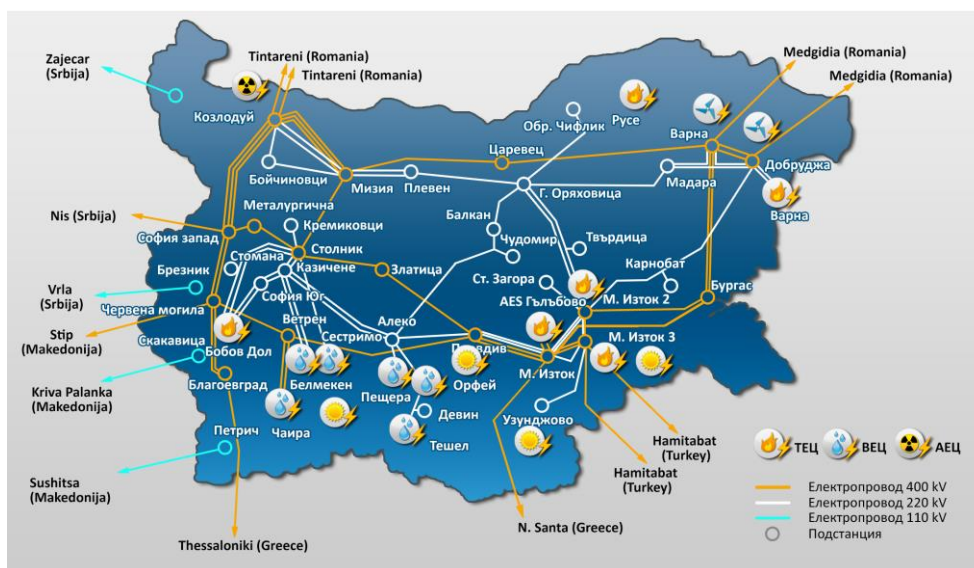 Zajecar
(Srbija)
Tintareni (Romania)
Tintareni (Romania)
Medgidia (Romania)
Medgidia (Romania)
Козлодуй
Обр. Чифлик
Русе
Варна
Добруджа
Царевец
Бойчиновци
Мизия
Плевен
Г. Оряховица
Мадара
Варна
Металургична
Nis (Srbija)
Кремиковци
Балкан
София запад
Столник
Чудомир
Твърдица
Стомана
Брезник
Казичене
Златица
Ст. Загора
Карнобат
Vrla
(Srbija)
София Юг
AES Гълъбово
М. Изток 2
Бургас
Червена могила
Ветрен
Алеко
Stip
(Makedonija)
Скакавица
Сестримо
Пловдив
М. Изток 3
Бобов Дол
М. Изток
Благоевград
Белмекен
Пещера
Орфей
Kriva Palanka
(Makedonija)
Девин
Узунджово
Петрич
Чаира
Тешел
Hamitabat
(Turkey)
Hamitabat
(Turkey)
ТЕЦ
ВЕЦ
АЕЦ
Sushitsa
(Makedonija)
Електропровод 400 kV
Електропровод 220 kV
Електропровод 110 kV
Подстанция
N. Santa (Greece)
Thessaloniki (Greece)